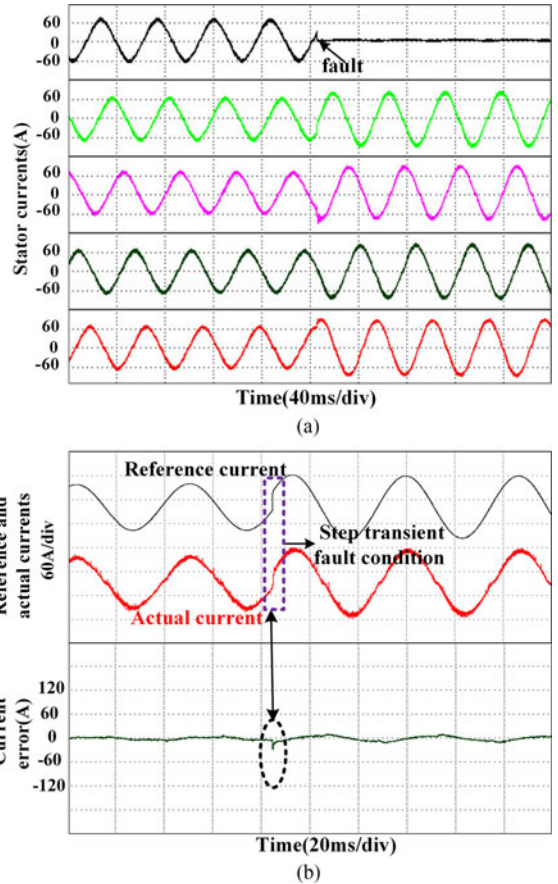 60
0
-60
fault
60
0
-60
60
0
-60
60
0
-60
60
0
-60
Stator currents(A)
Time(40ms/div)
(a)
Reference current
Step transient
fault condition
Actual current
Reference and
actual currents
60A/div
120
60
0
-60
-120
Current
error(A)
Time(20ms/div)
(b)